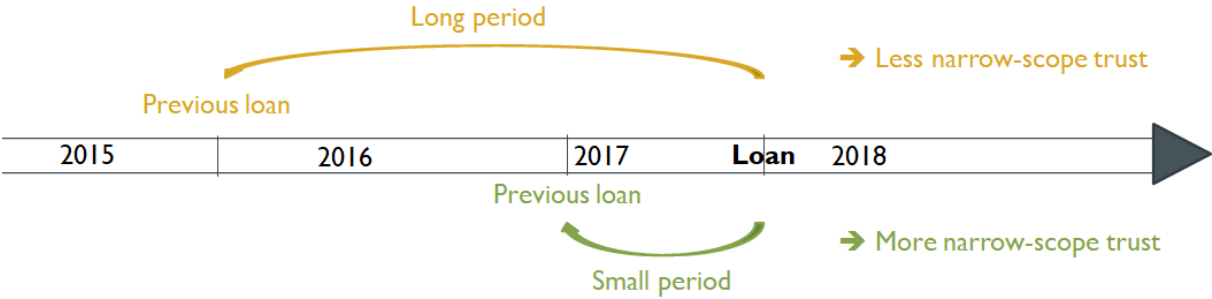 Long period
➔ Less narrow-scope trust
Previous loan
2015 2016 2017 Loan 2018
Previous loan
➔ More narrow-scope trust
Small period